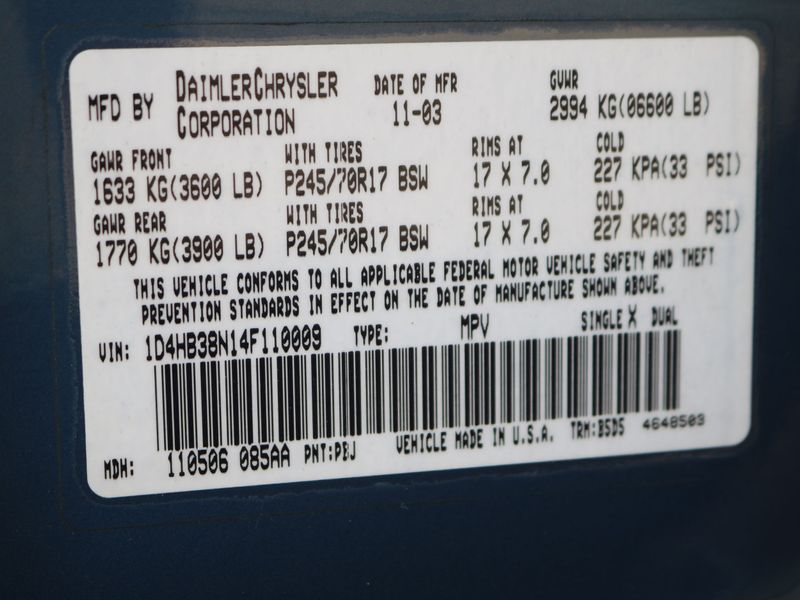 MFD BY DAIMLERCHRYSLER CORPORATION DATE OF MFR 11-03 GVWR 2994 KG(06600 LB)
GAWR FRONT WITH TIRES RIMS AT COLD
1633 KG(3600 LB) P245/70R17 BSW 17 X 7.0 227 KPA(33 PSI)
GAWR REAR WITH TIRES RIMS AT COLD
1770 KG(3900 LB) P245/70R17 BSW 17 X 7.0 227 KPA(33 PSI)
THIS VEHICLE CONFORMS TO ALL APPLICABLE FEDERAL MOTOR VEHICLE SAFETY AND THEFT
PREVENTION STANDARDS IN EFFECT ON THE DATE OF MANUFACTURE SHOWN ABOVE.
VIN: 1D4HB38N14F110009 TYPE: MPV SINGLE X DUAL
MDH: 110506 085AA PNT:PBJ VEHICLE MADE IN U.S.A. TRM:B5D5 4648503